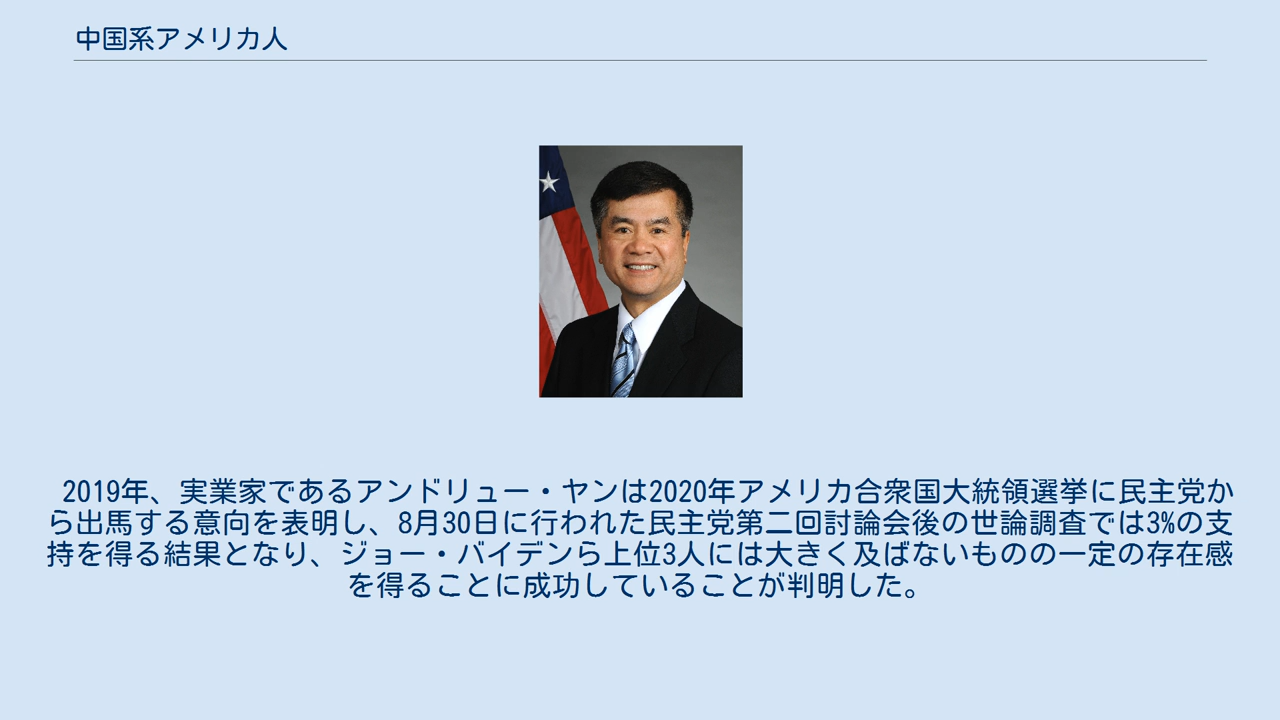 中国系アメリカ人
2019年、実業家であるアンドリュー・ヤンは2020年アメリカ合衆国大統領選挙に民主党か
ら出馬する意向を表明し、8月30日に行われた民主党第二回討論会後の世論調査では3%の支
持を得る結果となり、ジョー・バイデンら上位3人には大きく及ばないものの一定の存在感
を得ることに成功していることが判明した。